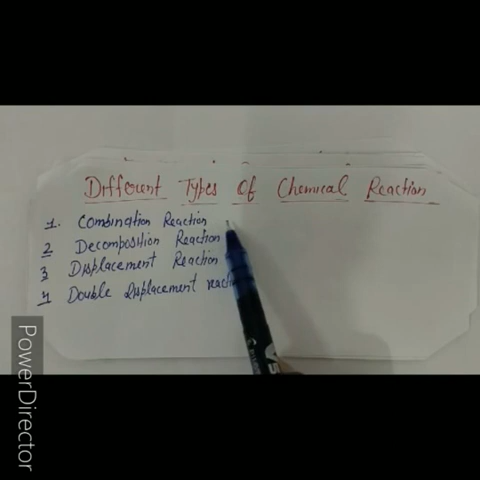 Different Types Of Chemical Reaction
1. Combination Reaction
2 Decomposition Reaction
3 Displacement Reaction
4 Double displacement
PowerDirector